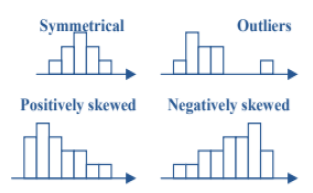 Symmetrical
Outliers
Positively skewed
Negatively skewed